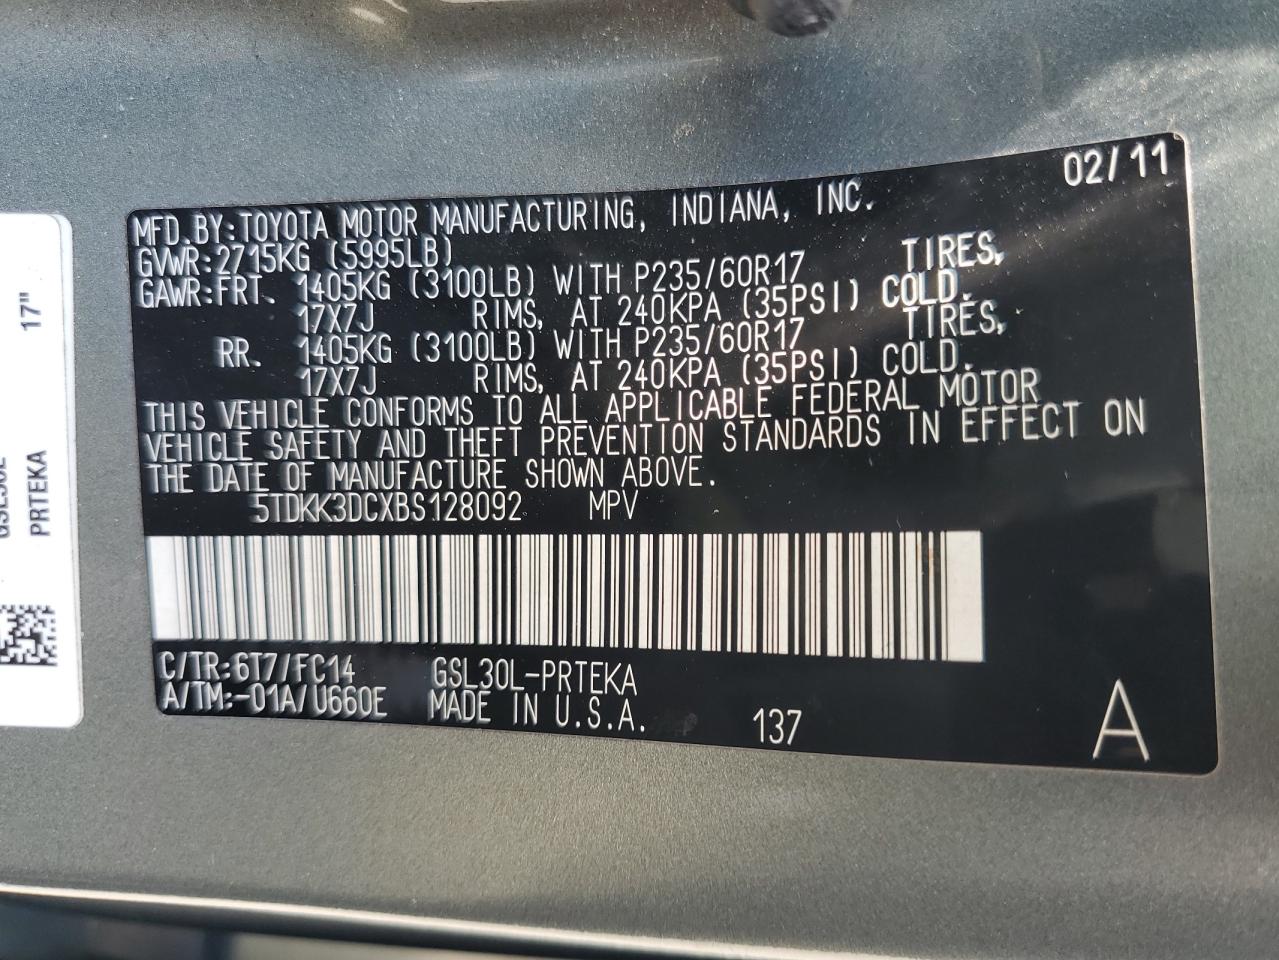 02/11
MFD.BY:TOYOTA MOTOR MANUFACTURING, INDIANA, INC.
GVWR:2715KG (5995LB)
GAWR:FRT. 1405KG (3100LB) WITH P235/60R17 TIRES,
17X7J RIMS, AT 240KPA (35PSI) COLD.
RR. 1405KG (3100LB) WITH P235/60R17 TIRES,
17X7J RIMS, AT 240KPA (35PSI) COLD.
THIS VEHICLE CONFORMS TO ALL APPLICABLE FEDERAL MOTOR
VEHICLE SAFETY AND THEFT PREVENTION STANDARDS IN EFFECT ON
THE DATE OF MANUFACTURE SHOWN ABOVE.
5TDKK3DCXBS128092 MPV
C/TR:6T7/FC14 GSL30L-PRTEKA
A/TM:-01A/U660E MADE IN U.S.A. 137 A
17"
PRTEKA